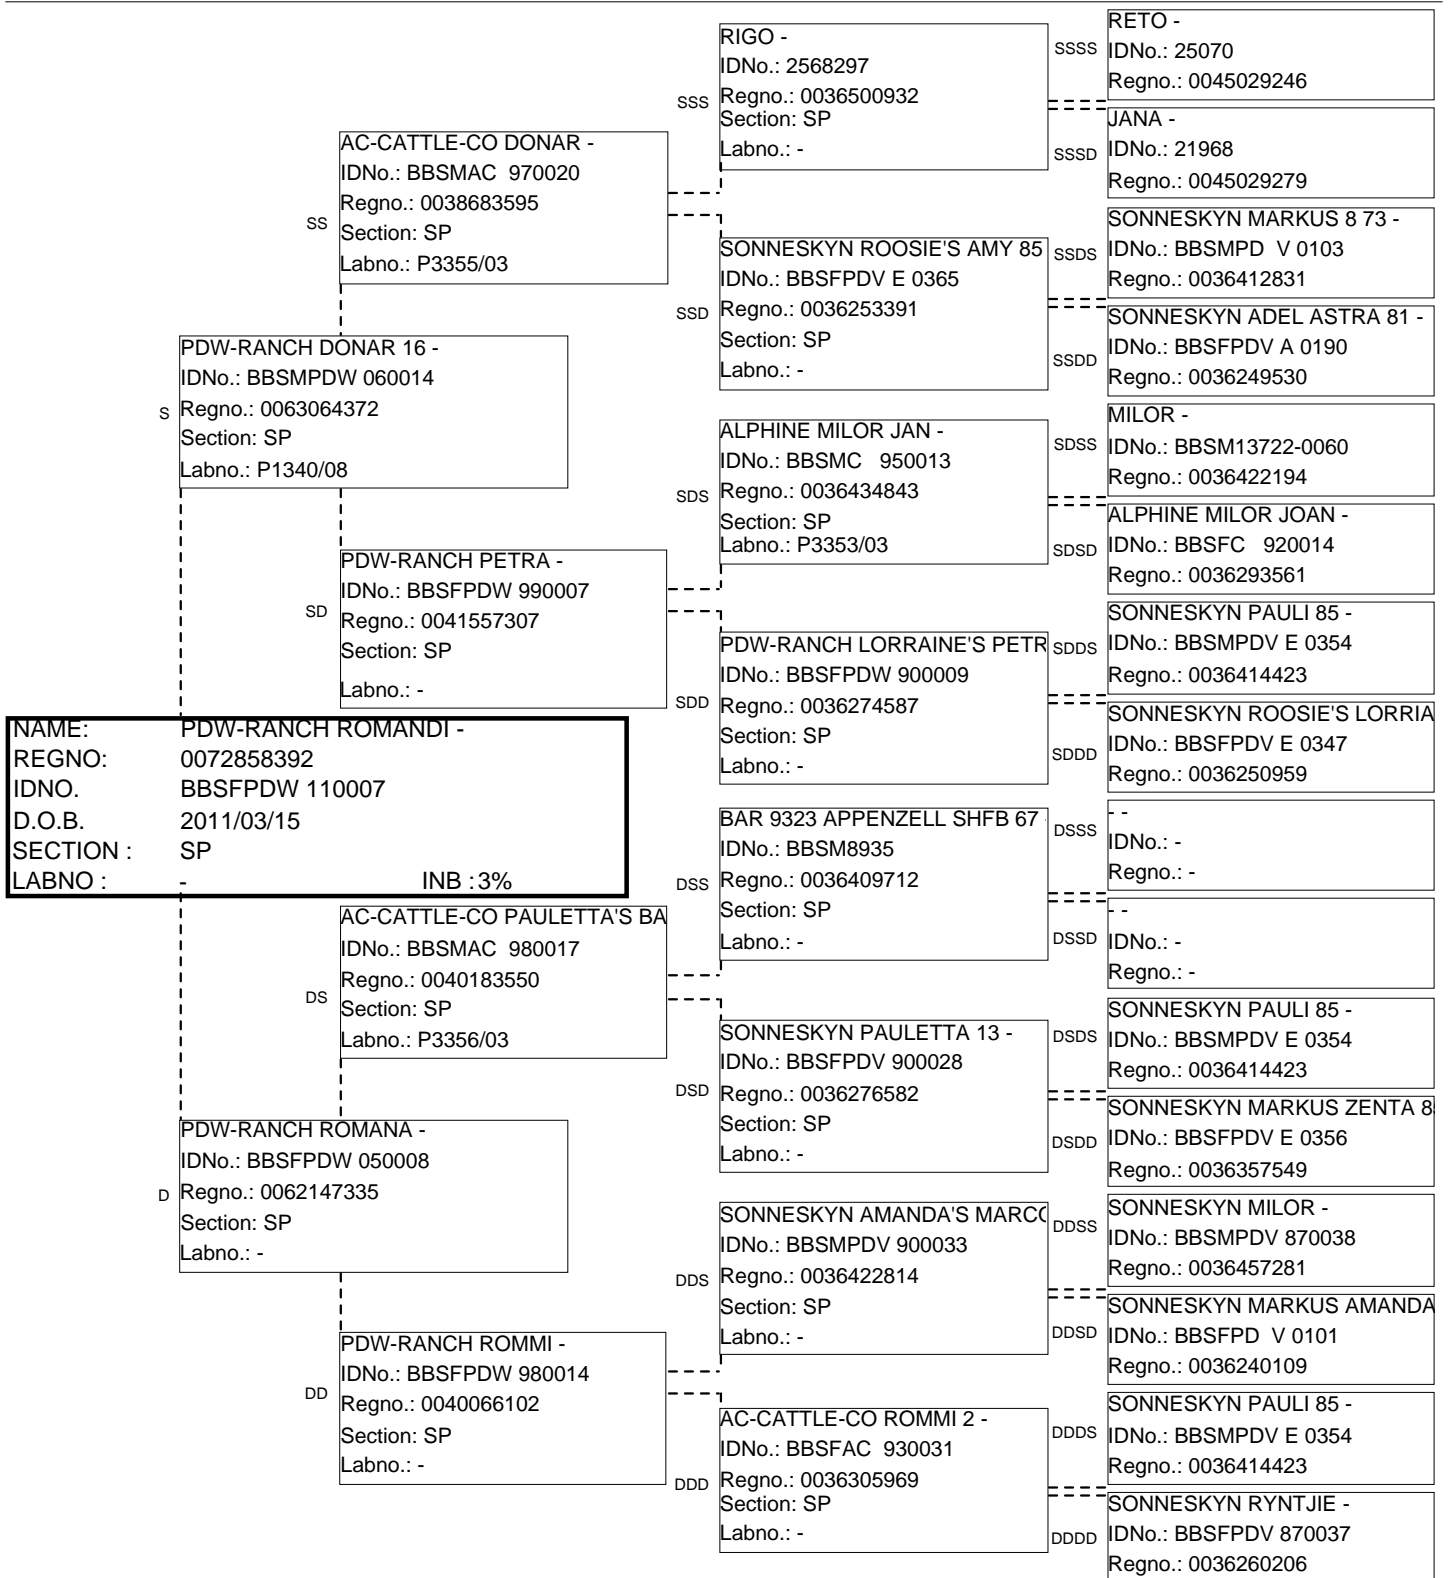 RIGO -
IDNo.: 2568297
SSS Regno.: 0036500932
Section: SP
Labno.: -
RETO -
SSSS IDNo.: 25070
Regno.: 0045029246
JANA -
SSSD IDNo.: 21968
Regno.: 0045029279
AC-CATTLE-CO DONAR -
IDNo.: BBSMAC  970020
Regno.: 0038683595
SS Section: SP
Labno.: P3355/03
SONNESKYN ROOSIE'S AMY 85
IDNo.: BBSFPDV E 0365
SSD Regno.: 0036253391
Section: SP
Labno.: -
SONNESKYN MARKUS 8 73 -
SSDS IDNo.: BBSMPD  V 0103
Regno.: 0036412831
SONNESKYN ADEL ASTRA 81 -
SSDD IDNo.: BBSFPDV A 0190
Regno.: 0036249530
PDW-RANCH DONAR 16 -
IDNo.: BBSMPDW 060014
S Regno.: 0063064372
Section: SP
Labno.: P1340/08
ALPHINE MILOR JAN -
IDNo.: BBSMC   950013
SDS Regno.: 0036434843
Section: SP
Labno.: P3353/03
MILOR -
SDSS IDNo.: BBSM13722-0060
Regno.: 0036422194
ALPHINE MILOR JOAN -
SDSD IDNo.: BBSFC   920014
Regno.: 0036293561
PDW-RANCH PETRA -
IDNo.: BBSFPDW 990007
SD Regno.: 0041557307
Section: SP
Labno.: -
PDW-RANCH LORRAINE'S PETR
IDNo.: BBSFPDW 900009
SDD Regno.: 0036274587
Section: SP
Labno.: -
SONNESKYN PAULI 85 -
SDDS IDNo.: BBSMPDV E 0354
Regno.: 0036414423
SONNESKYN ROOSIE'S LORRIA
SDDD IDNo.: BBSFPDV E 0347
Regno.: 0036250959
NAME: PDW-RANCH ROMANDI -
REGNO: 0072858392
IDNO. BBSFPDW 110007
D.O.B. 2011/03/15
SECTION : SP
LABNO : - INB : 3%
BAR 9323 APPENZELL SHFB 67 -
IDNo.: BBSM8935
DSS Regno.: 0036409712
Section: SP
Labno.: -
- -
DSSS IDNo.: -
Regno.: -
- -
DSSD IDNo.: -
Regno.: -
AC-CATTLE-CO PAULETTA'S BA
IDNo.: BBSMAC  980017
Regno.: 0040183550
DS Section: SP
Labno.: P3356/03
SONNESKYN PAULETTA 13 -
IDNo.: BBSFPDV 900028
DSD Regno.: 0036276582
Section: SP
Labno.: -
SONNESKYN PAULI 85 -
DSDS IDNo.: BBSMPDV E 0354
Regno.: 0036414423
SONNESKYN MARKUS ZENTA 8
DSDD IDNo.: BBSFPDV E 0356
Regno.: 0036357549
PDW-RANCH ROMANA -
IDNo.: BBSFPDW 050008
D Regno.: 0062147335
Section: SP
Labno.: -
SONNESKYN AMANDA'S MARCO
IDNo.: BBSMPDV 900033
DDS Regno.: 0036422814
Section: SP
Labno.: -
SONNESKYN MILOR -
DDSS IDNo.: BBSMPDV 870038
Regno.: 0036457281
SONNESKYN MARKUS AMANDA
DDSD IDNo.: BBSFPD  V 0101
Regno.: 0036240109
PDW-RANCH ROMMI -
IDNo.: BBSFPDW 980014
DD Regno.: 0040066102
Section: SP
Labno.: -
AC-CATTLE-CO ROMMI 2 -
IDNo.: BBSFAC  930031
DDD Regno.: 0036305969
Section: SP
Labno.: -
SONNESKYN PAULI 85 -
DDDS IDNo.: BBSMPDV E 0354
Regno.: 0036414423
SONNESKYN RYNTJIE -
DDDD IDNo.: BBSFPDV 870037
Regno.: 0036260206